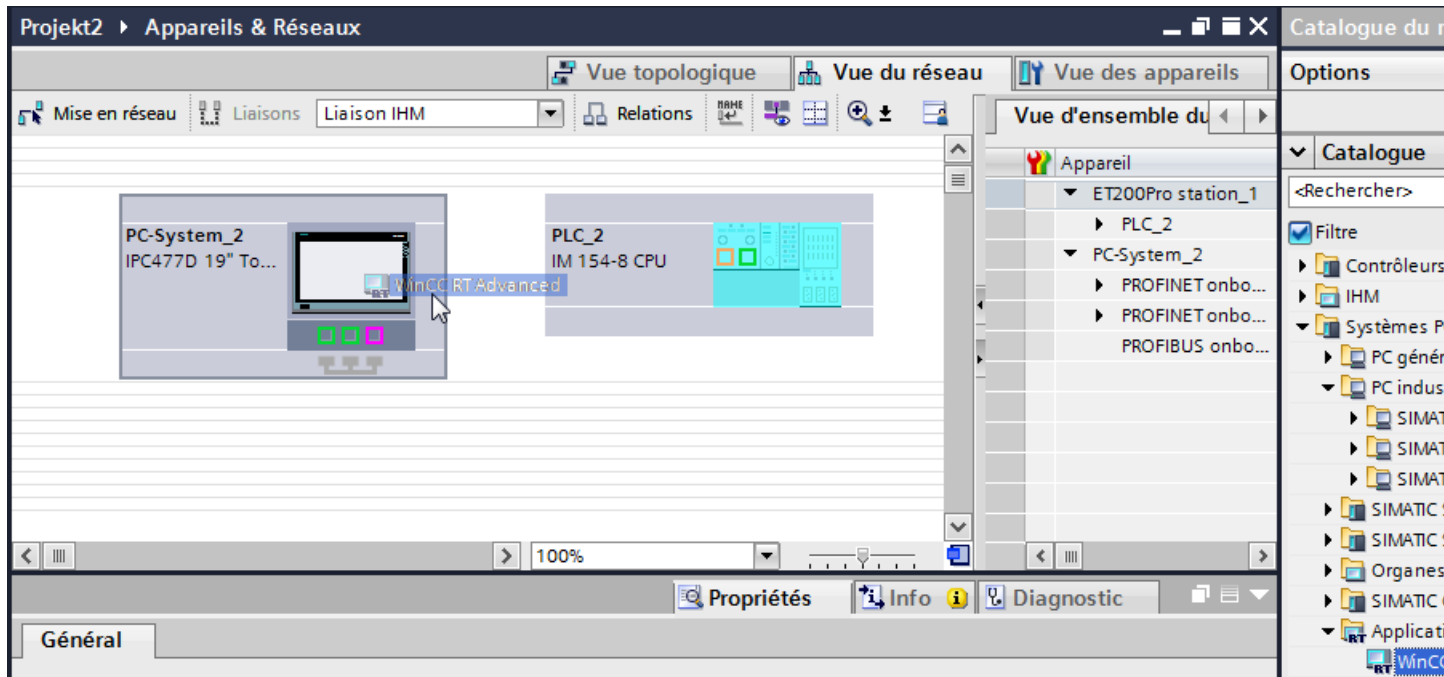 Projekt2 ▸ Appareils & Réseaux
Catalogue du
Vue topologique
Vue du réseau
Vue des appareils
Options
Mise en réseau
Liaisons
Liaison IHM
Relations
NAME
Vue d'ensemble du
Catalogue
Appareil
<Rechercher>
PC-System_2
IPC477D 19" To...
WinCC RT Advanced
PLC_2
IM 154-8 CPU
ET200Pro station_1
PLC_2
PC-System_2
PROFINET onbo...
PROFINET onbo...
PROFIBUS onbo...
Filtre
Contrôleurs
IHM
Systèmes P
PC génér
PC indus
SIMAT
SIMAT
SIMAT
SIMATIC
SIMATIC
Organes
SIMATIC
RT Applicati
RT WinCC
100%
Propriétés
Info
Diagnostic
Général